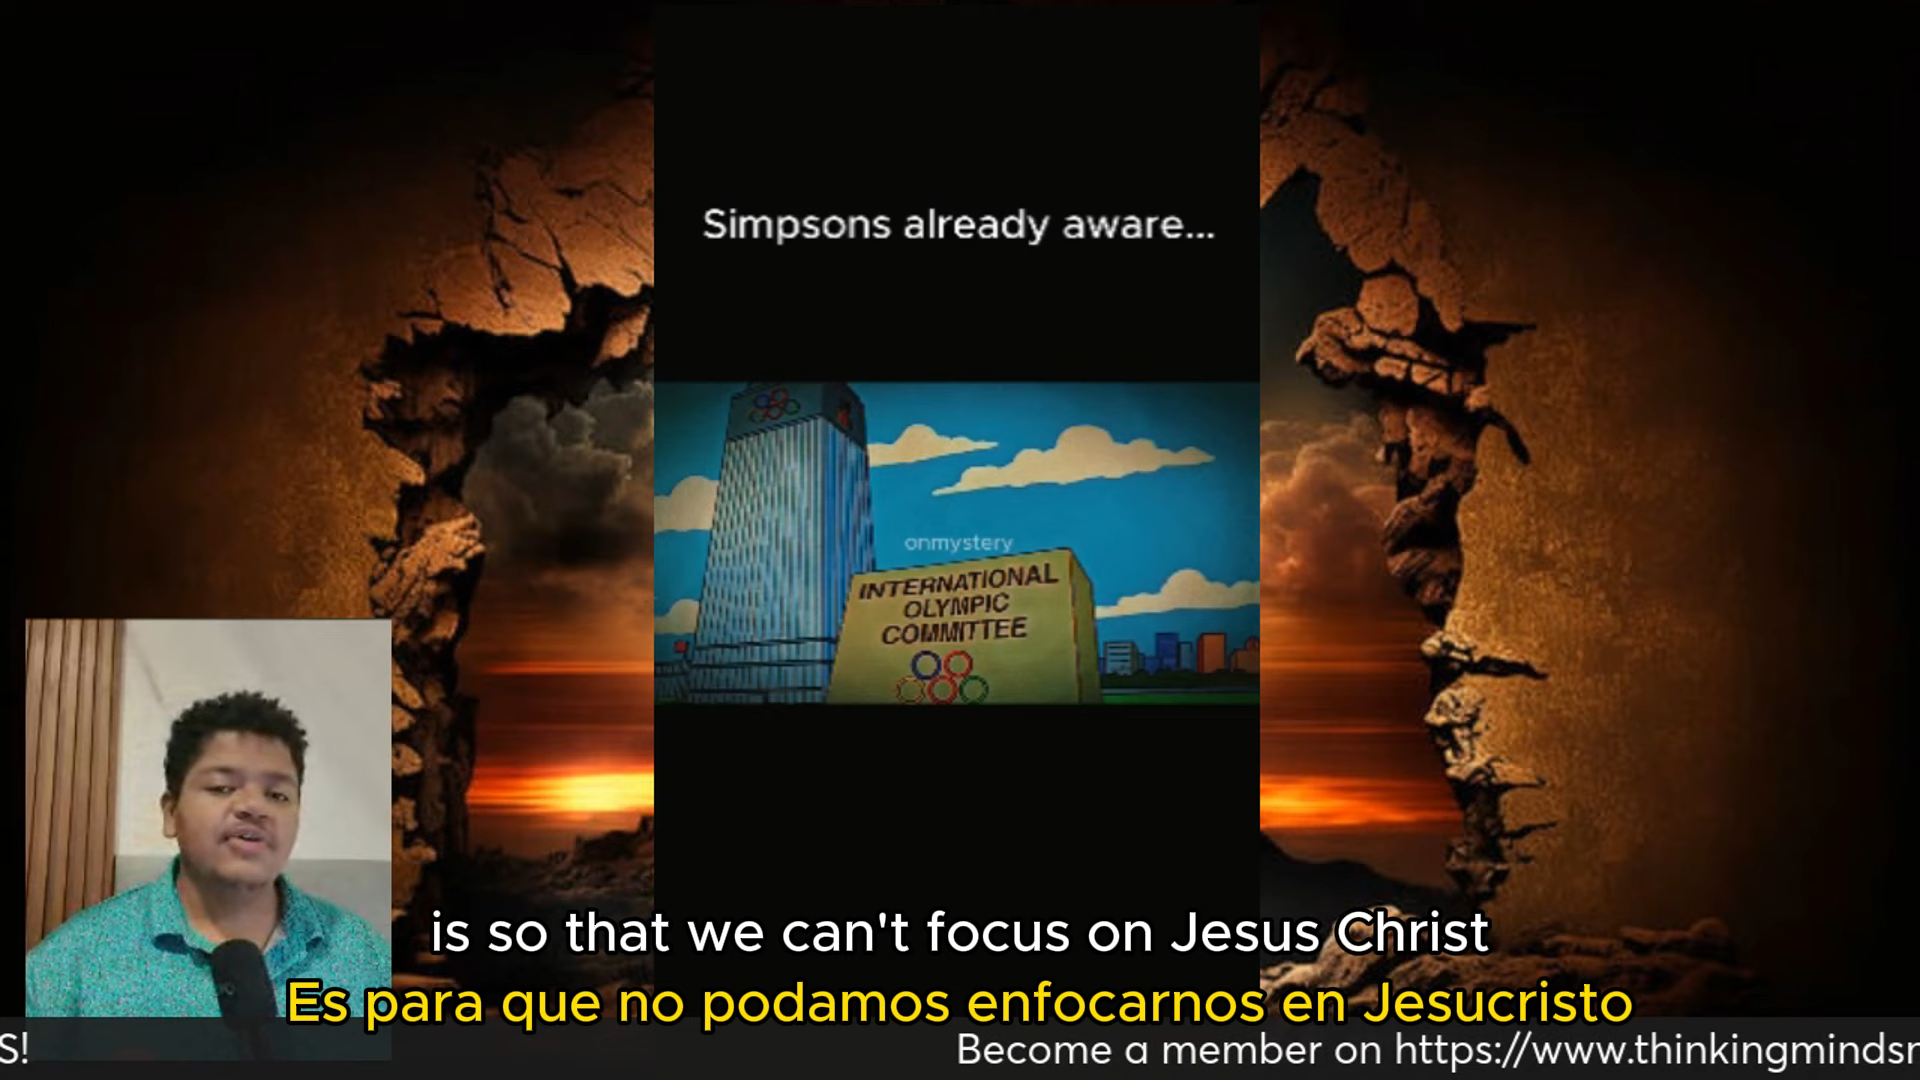 Simpsons already aware...
onmystery
INTERNATIONAL
OLYMPIC
COMMITTEE
is so that we can't focus on Jesus Christ
Es para que no podamos enfocarnos en Jesucristo
S!
Become a member on https://www.thinkingminds